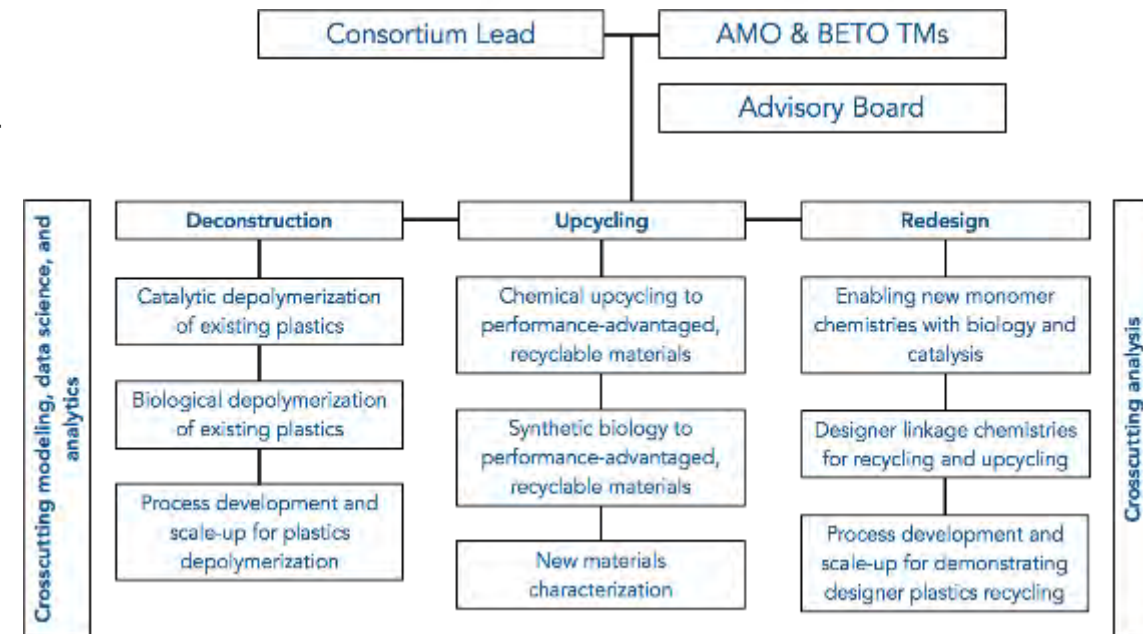 Consortium Lead
AMO & BETO TMs
Advisory Board
Crosscutting modeling, data science, and
analytics
Deconstruction
Catalytic depolymerization
of existing plastics
Biological depolymerization
of existing plastics
Process development and
scale-up for plastics
depolymerization
Upcycling
Chemical upcycling to
performance-advantaged,
recyclable materials
Synthetic biology to
performance-advantaged,
recyclable materials
New materials
characterization
Redesign
Enabling new monomer
chemistries with biology and
catalysis
Designer linkage chemistries
for recycling and upcycling
Process development and
scale-up for demonstrating
designer plastics recycling
Crosscutting analysis